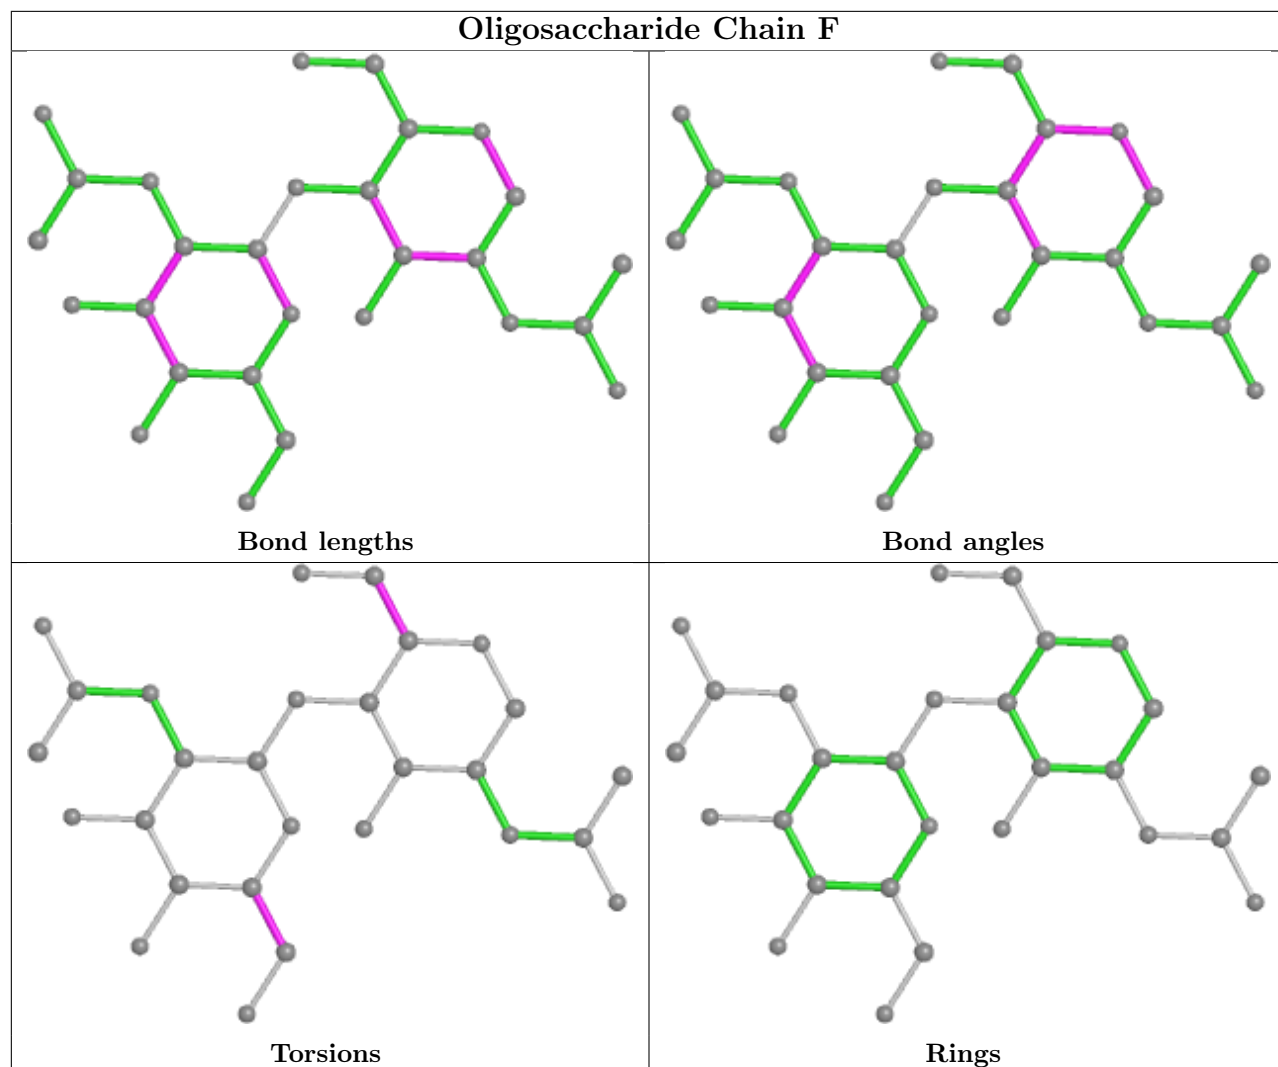 Oligosaccharide Chain F
Bond lengths
Bond angles
Torsions
Rings